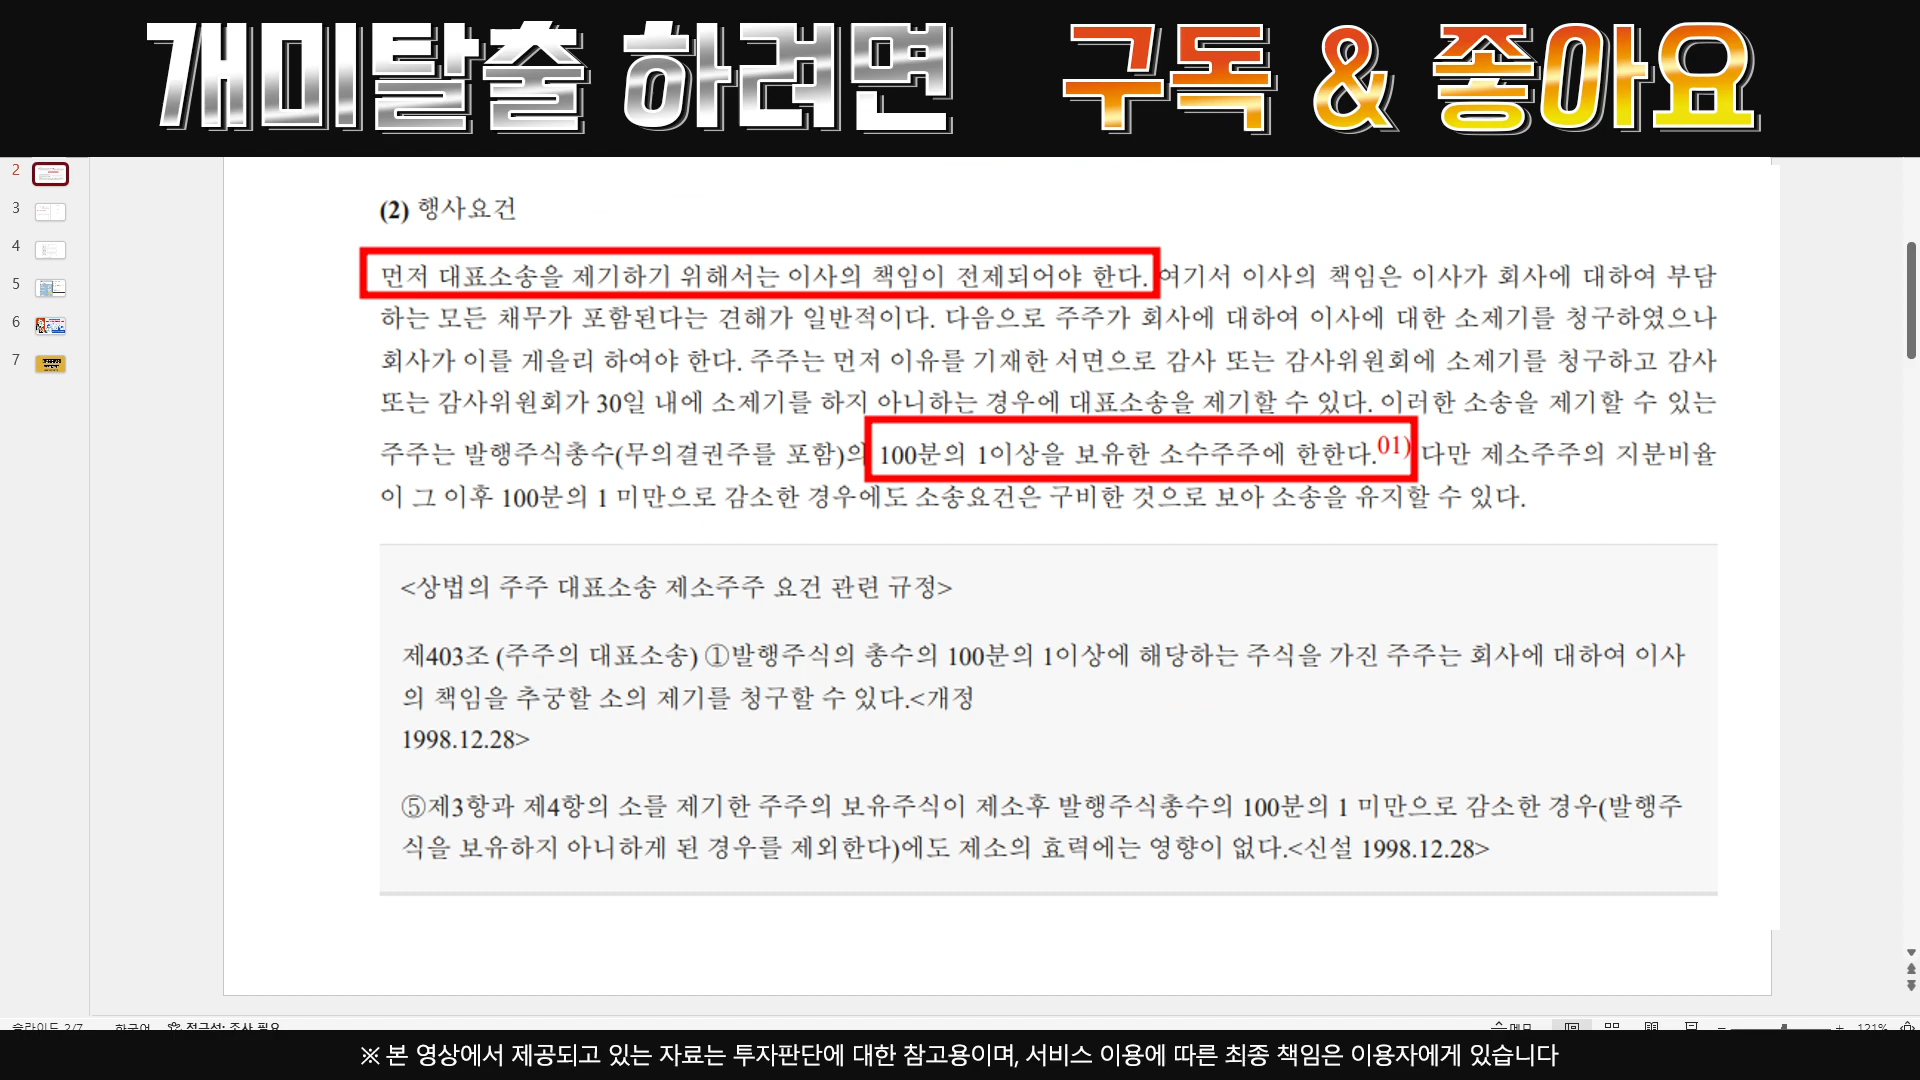 개미탈출 하려면 구독 & 좋아요
2
3
4
5
6
7
(2) 행사요건
먼저 대표소송을 제기하기 위해서는 이사의 책임이 전제되어야 한다. 여기서 이사의 책임은 이사가 회사에 대하여 부담
하는 모든 채무가 포함된다는 견해가 일반적이다. 다음으로 주주가 회사에 대하여 이사에 대한 소제기를 청구하였으나
회사가 이를 게을리 하여야 한다. 주주는 먼저 이유를 기재한 서면으로 감사 또는 감사위원회에 소제기를 청구하고 감사
또는 감사위원회가 30일 내에 소제기를 하지 아니하는 경우에 대표소송을 제기할 수 있다. 이러한 소송을 제기할 수 있는
주주는 발행주식총수(무의결권주를 포함)의 100분의 1이상을 보유한 소수주주에 한한다.01) 다만 제소주주의 지분비율
이 그 이후 100분의 1 미만으로 감소한 경우에도 소송요건은 구비한 것으로 보아 소송을 유지할 수 있다.
<상법의 주주 대표소송 제소주주 요건 관련 규정>
제403조 (주주의 대표소송) ①발행주식의 총수의 100분의 1이상에 해당하는 주식을 가진 주주는 회사에 대하여 이사
의 책임을 추궁할 소의 제기를 청구할 수 있다.<개정
1998.12.28>
⑤제3항과 제4항의 소를 제기한 주주의 보유주식이 제소후 발행주식총수의 100분의 1 미만으로 감소한 경우(발행주
식을 보유하지 아니하게 된 경우를 제외한다)에도 제소의 효력에는 영향이 없다.<신설 1998.12.28>
슬라이드 2/7 한국어 접근성: 조사 필요 메모 121%
※ 본 영상에서 제공되고 있는 자료는 투자판단에 대한 참고용이며, 서비스 이용에 따른 최종 책임은 이용자에게 있습니다